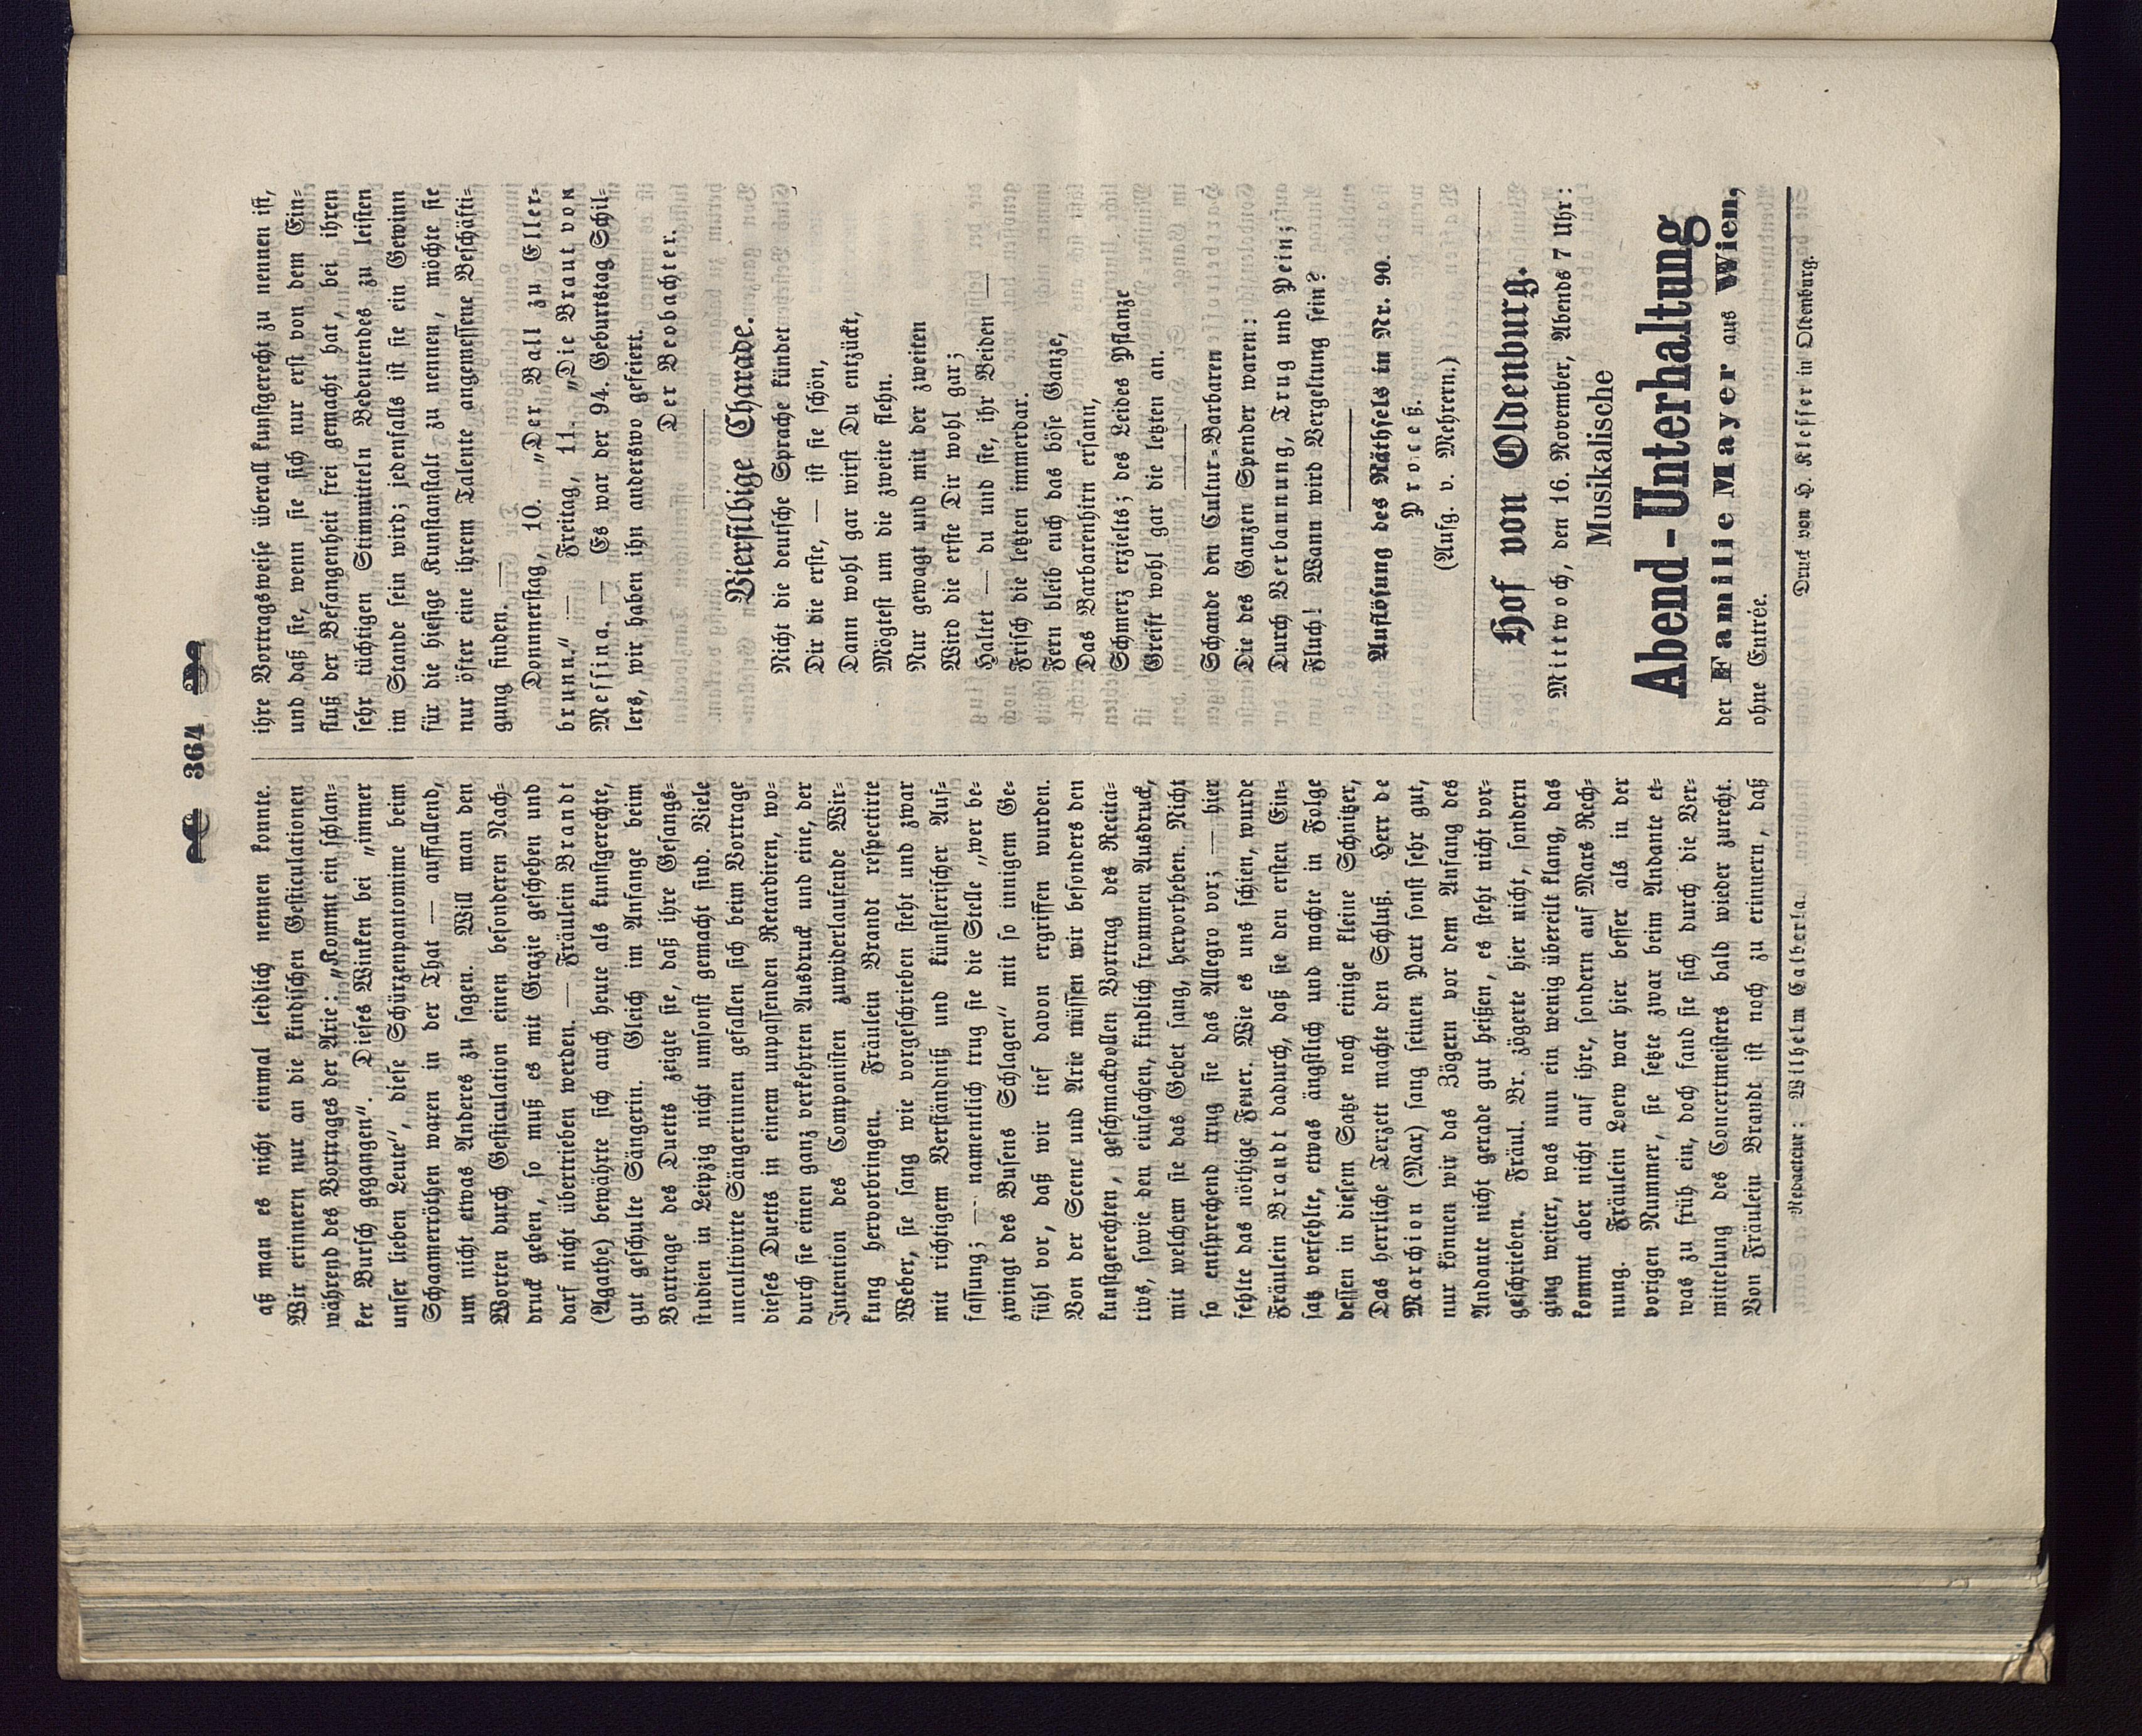 364
aß man es nicht einmal leidlich nennen konnte.
Wir erinnern nur an die kindischen Gesticulationen
während des Vortrages der Arie: „Kommt ein schlan-
ker Bursch gegangen“. Dieses Winken bei „immer
unser lieben Leute“, diese Schürzenpantomime beim
Schaamerröthen waren in der That — auffallend,
um nicht etwas Anderes zu sagen. Will man den
Worten durch Gesticulation einen besonderen Nach-
druck geben, so muß es mit Grazie geschehen und
darf nicht übertrieben werden. — Fräulein Brandt
(Agathe) bewährte sich auch heute als kunstgerechte,
gut geschulte Sängerin. Gleich im Anfange beim
Vortrage des Duetts zeigte sie, daß ihre Gesangs-
studien in Leipzig nicht umsonst gemacht sind. Viele
uncultivirte Sängerinnen gefallen sich beim Vortrage
dieses Duetts in einem unpassenden Retardiren, wo-
durch sie einen ganz verkehrten Ausdruck und eine, der
Intention des Componisten zuwiderlaufende Wir-
kung hervorbringen. Fräulein Brandt respectirte
Weber, sie sang wie vorgeschrieben steht und zwar
mit richtigem Verständniß und künstlerischer Auf-
fassung; — namentlich trug sie die Stelle „wer be-
zwingt des Busens Schlagen“ mit so innigem Ge-
fühl vor, daß wir tief davon ergriffen wurden.
Von der Scene und Arie müssen wir besonders den
kunstgerechten, geschmackvollen Vortrag des Recita-
tivs, sowie den einfachen, kindlich frommen Ausdruck,
mit welchem sie das Gebet sang, hervorheben. Nicht
so entsprechend trug sie das Allegro vor; — hier
fehlte das nöthige Feuer. Wie es uns schien, wurde
Fräulein Brandt dadurch, daß sie den ersten Ein-
satz verfehlte, etwas ängstlich und machte in Folge
dessen in diesem Satze noch einige kleine Schnitzer,
Das herrliche Terzett machte den Schluß. Herr de
Marchion (Max) sang seinen Part sonst sehr gut,
nur können wir das Zögern vor dem Anfang des
Andante nicht gerade gut heißen, es steht nicht vor-
geschrieben. Fräul. Br. zögerte hier nicht, sondern
ging weiter, was nun ein wenig übereilt klang, das
kommt aber nicht auf ihre, sondern auf Maxs Rech-
nung. Fräulein Loew war hier besser als in der
vorigen Nummer, sie setzte zwar beim Andante et-
was zu früh ein, doch fand sie sich durch die Ver-
mittelung des Concertmeisters bald wieder zurecht.
Von Fräulein Brandt ist noch zu erinnern, daß
ihre Vortragsweise überall kunstgerecht zu nennen ist,
und daß sie, wenn sie sich nur erst von dem Ein-
fluß der Befangenheit frei gemacht hat, bei ihren
sehr tüchtigen Stimmitteln Bedeutendes zu leisten
im Stande sein wird; jedenfalls ist sie ein Gewinn
für die hiesige Kunstanstalt zu nennen, möchte sie
nur öfter eine ihrem Talente angemessene Beschäfti-
gung finden. —
Donnerstag, 10. „Der Ball zu Eller-
brunn.“ — Freitag, 11. „Die Braut von
Messina. — Es war der 94. Geburtstag Schil-
lers, wir haben ihn anderswo gefeiert.
Der Beobachter.
Viersilbige Charade.
Nicht die deutsche Sprache kündet
Dir die erste, — ist sie schön,
Dann wohl gar wirst Du entzückt,
Mögtest um die zweite flehn.
Nur gewagt und mit der zweiten
Wird die erste Dir wohl gar;
Haltet — du und sie, ihr Beiden —
Frisch die letzten immerdar.
Fern bleib euch das böse Ganze,
Das Barbarenhirn ersann,
Schmerz erzielts; des Leides Pflanze
Greift wohl gar die letzten an.
Schande den Cultur-Barbaren
Die des Ganzen Spender waren:
Durch Verbannung, Trug und Pein;
Fluch! Wann wird Vergeltung sein?
Auflösung des Räthsels in Nr. 90.
Proceß.
(Aufg. v. Mehrern.)
Hof von Oldenburg.
Mittwoch, den 16. November, Abends 7 Uhr:
Musikalische
Abend-Unterhaltung
der Familie Mayer aus Wien,
ohne Entrée.
Redacteur: Wilhelm Calberla. Druck von H. Klesser in Oldenburg.